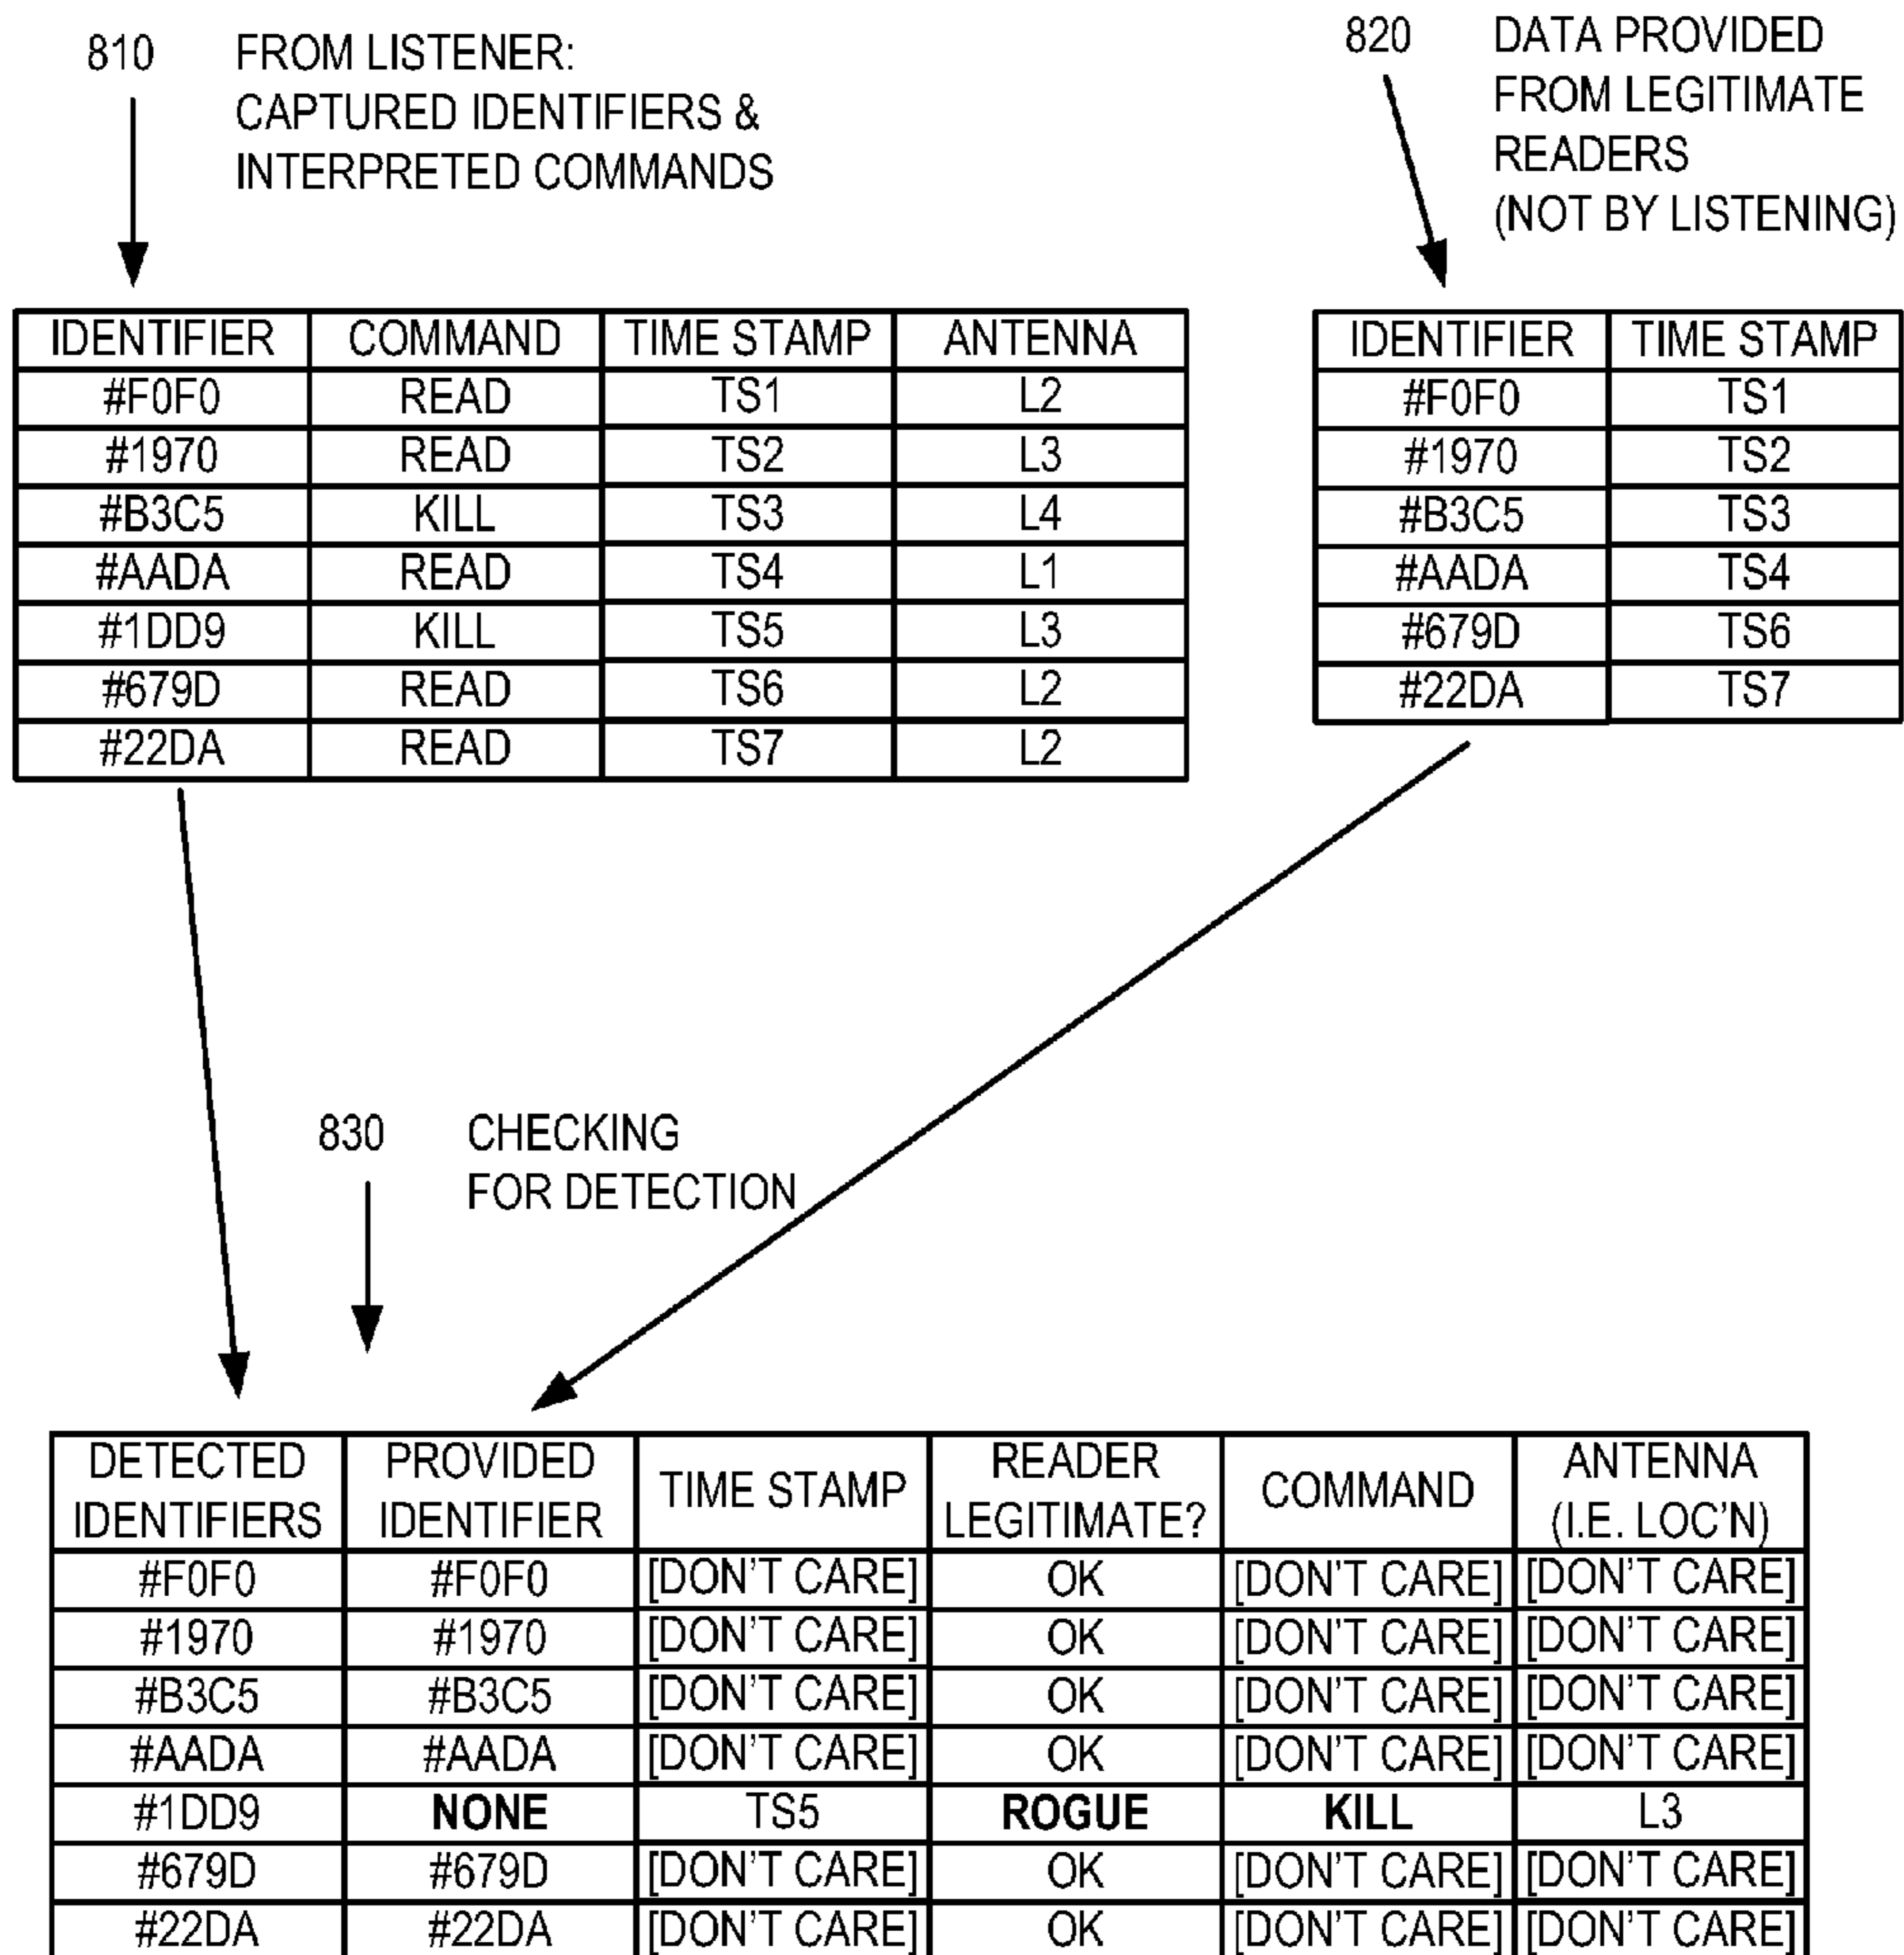 810 FROM LISTENER:
CAPTURED IDENTIFIERS &
INTERPRETED COMMANDS
820 DATA PROVIDED
FROM LEGITIMATE
READERS
(NOT BY LISTENING)
IDENTIFIER COMMAND TIME STAMP ANTENNA
#F0F0 READ TS1 L2
#1970 READ TS2 L3
#B3C5 KILL TS3 L4
#AADA READ TS4 L1
#1DD9 KILL TS5 L3
#679D READ TS6 L2
#22DA READ TS7 L2
IDENTIFIER TIME STAMP
#F0F0 TS1
#1970 TS2
#B3C5 TS3
#AADA TS4
#679D TS6
#22DA TS7
830 CHECKING
FOR DETECTION
DETECTED IDENTIFIERS PROVIDED IDENTIFIER TIME STAMP READER LEGITIMATE? COMMAND ANTENNA (I.E. LOC'N)
#F0F0 #F0F0 [DON'T CARE] OK [DON'T CARE] [DON'T CARE]
#1970 #1970 [DON'T CARE] OK [DON'T CARE] [DON'T CARE]
#B3C5 #B3C5 [DON'T CARE] OK [DON'T CARE] [DON'T CARE]
#AADA #AADA [DON'T CARE] OK [DON'T CARE] [DON'T CARE]
#1DD9 NONE TS5 ROGUE KILL L3
#679D #679D [DON'T CARE] OK [DON'T CARE] [DON'T CARE]
#22DA #22DA [DON'T CARE] OK [DON'T CARE] [DON'T CARE]